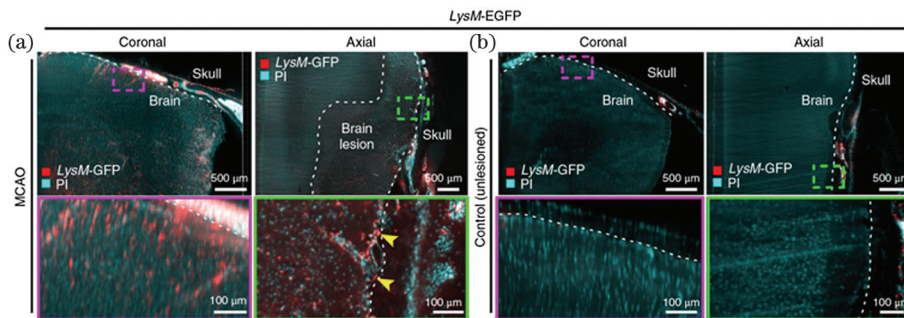 LysM-EGFP
(a)
Coronal
Axial
(b)
Coronal
Axial
MCAO
Skull
Brain
LysM-GFP
PI
500 μm
LysM-GFP
PI
Brain
lesion
Skull
500 μm
Control (unlesioned)
Skull
Brain
LysM-GFP
PI
500 μm
Brain
Skull
LysM-GFP
PI
500 μm
100 μm
100 μm
100 μm
100 μm